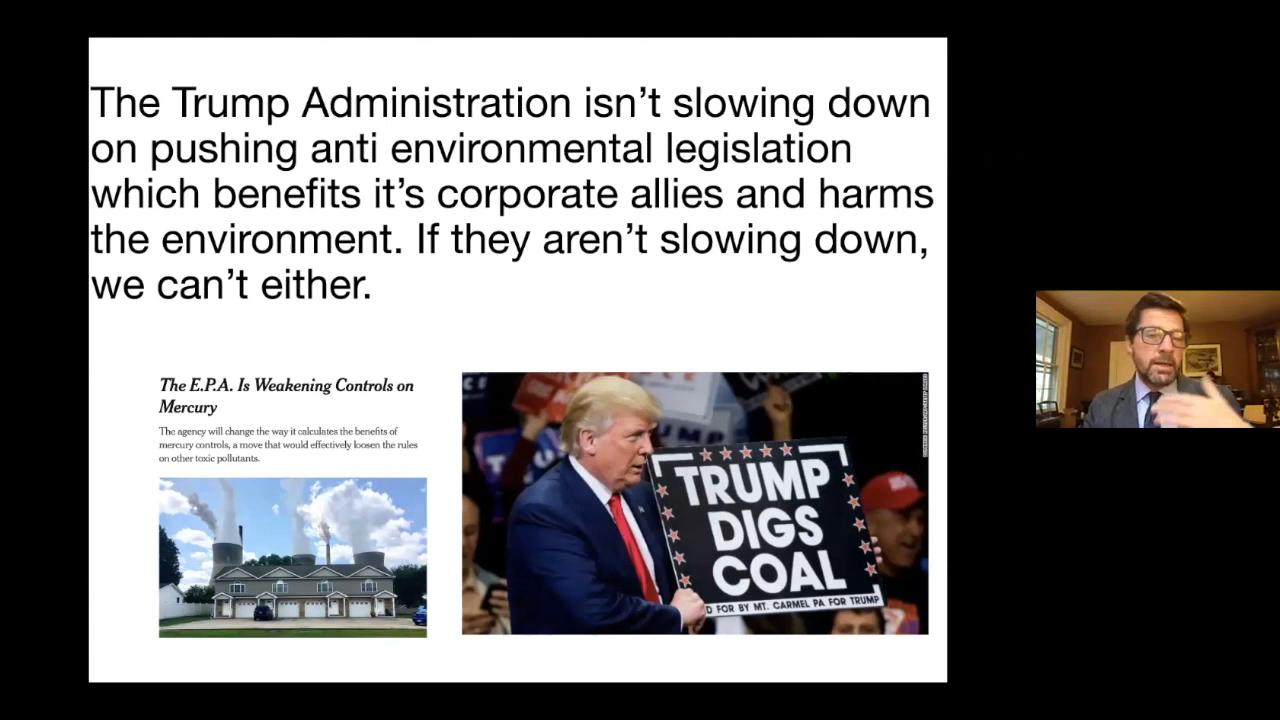 The Trump Administration isn’t slowing down
on pushing anti environmental legislation
which benefits it’s corporate allies and harms
the environment. If they aren’t slowing down,
we can’t either.
The E.P.A. Is Weakening Controls on
Mercury
The agency will change the way it calculates the benefits of
mercury controls, a move that would effectively loosen the rules
on other toxic pollutants.
TRUMP
DIGS
COAL
D FOR BY MT. CARMEL PA FOR TRUMP